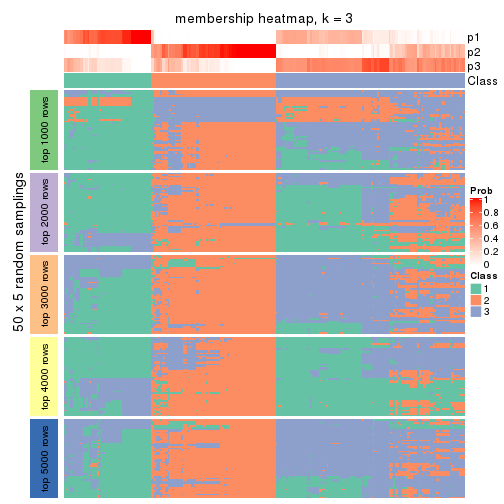 membership heatmap, k = 3
p1
p2
p3
Class
50 x 5 random samplings
top 1000 rows
top 2000 rows
top 3000 rows
top 4000 rows
top 5000 rows
Prob
1
0.8
0.6
0.4
0.2
0
Class
1
2
3